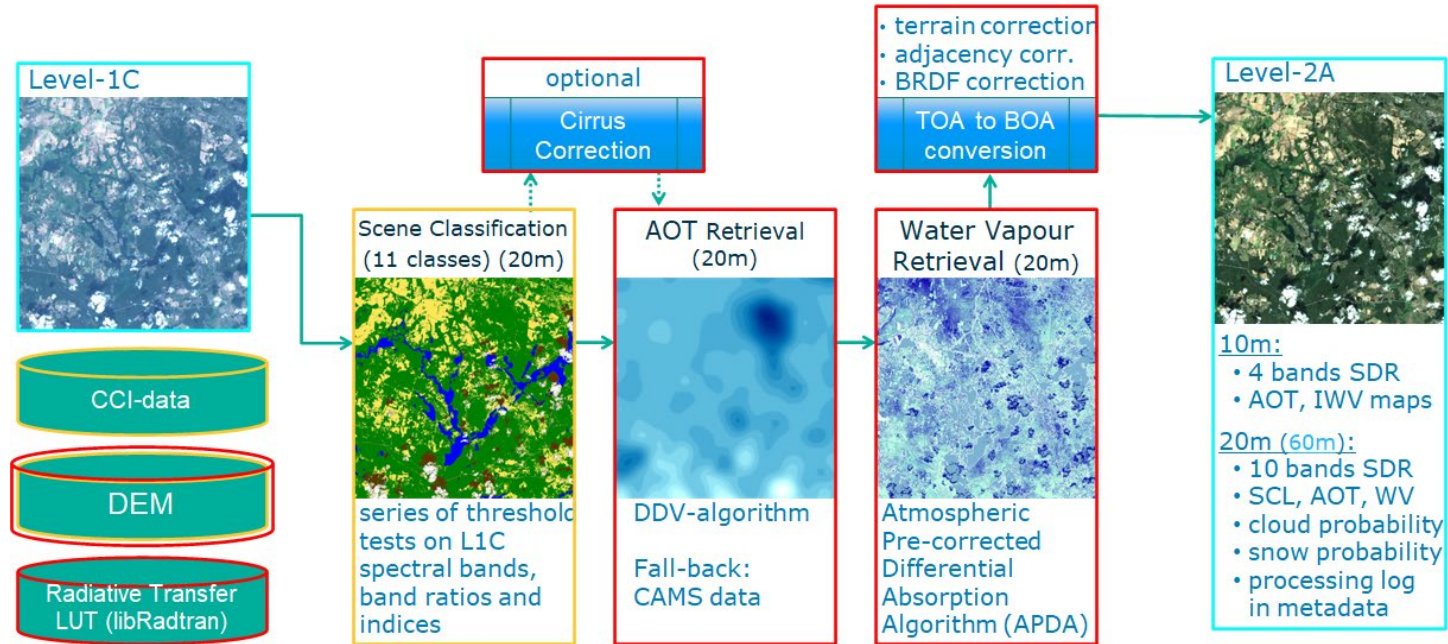 Level-1C
CCI-data
DEM
Radiative Transfer
LUT (libRadtran)
optional
Cirrus
Correction
Scene Classification
(11 classes) (20m)
series of threshold
tests on L1C
spectral bands,
band ratios and
indices
AOT Retrieval
(20m)
DDV-algorithm
Fall-back:
CAMS data
• terrain correction
• adjacency corr.
• BRDF correction
TOA to BOA
conversion
Water Vapour
Retrieval (20m)
Atmospheric
Pre-corrected
Differential
Absorption
Algorithm (APDA)
Level-2A
10m:
• 4 bands SDR
• AOT, IWV maps
20m (60m):
• 10 bands SDR
• SCL, AOT, WV
• cloud probability
• snow probability
• processing log
in metadata